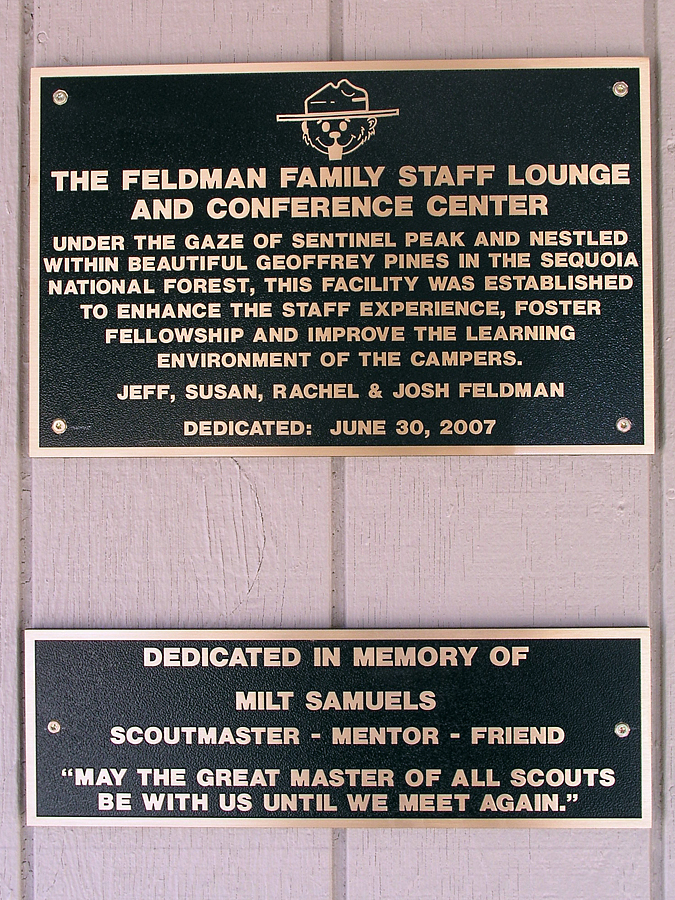 THE FELDMAN FAMILY STAFF LOUNGE
AND CONFERENCE CENTER
UNDER THE GAZE OF SENTINEL PEAK AND NESTLED
WITHIN BEAUTIFUL GEOFFREY PINES IN THE SEQUOIA
NATIONAL FOREST, THIS FACILITY WAS ESTABLISHED
TO ENHANCE THE STAFF EXPERIENCE, FOSTER
FELLOWSHIP AND IMPROVE THE LEARNING
ENVIRONMENT OF THE CAMPERS.
JEFF, SUSAN, RACHEL & JOSH FELDMAN
DEDICATED: JUNE 30, 2007
DEDICATED IN MEMORY OF
MILT SAMUELS
SCOUTMASTER - MENTOR - FRIEND
“MAY THE GREAT MASTER OF ALL SCOUTS
BE WITH US UNTIL WE MEET AGAIN.”